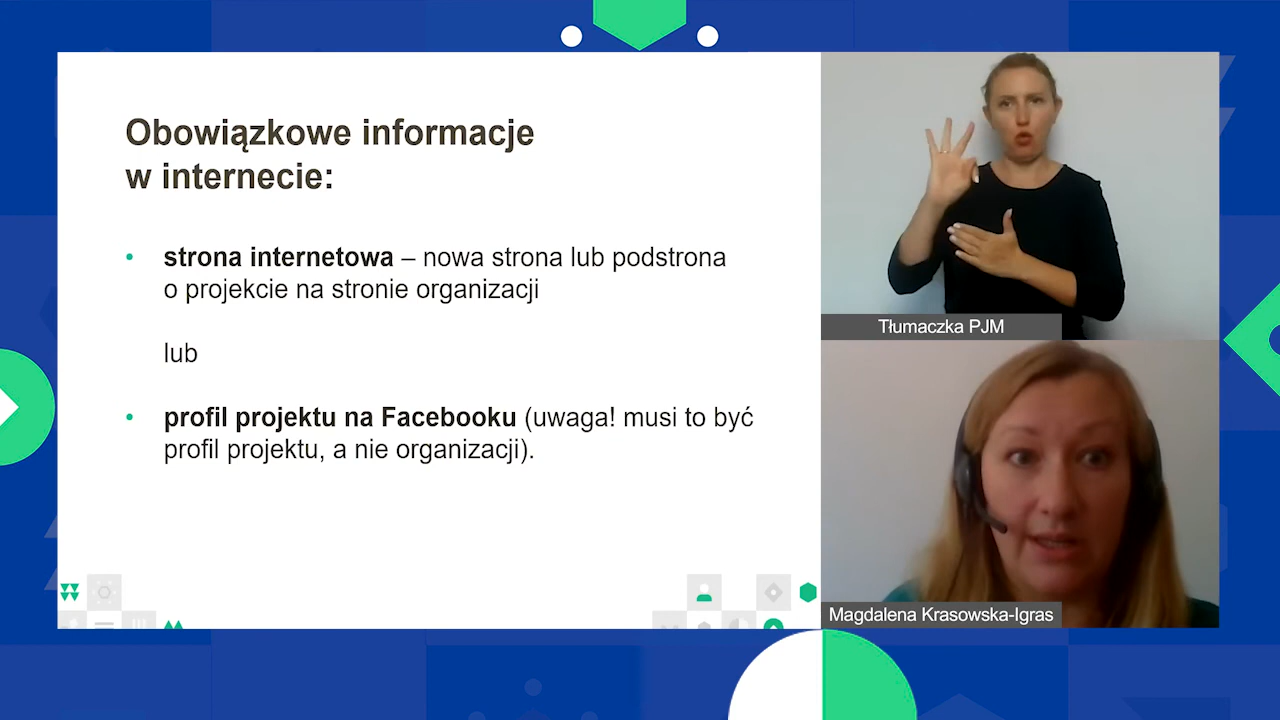 Obowiązkowe informacje
w internecie:
• strona internetowa – nowa strona lub podstrona
o projekcie na stronie organizacji
lub
• profil projektu na Facebooku (uwaga! musi to być
profil projektu, a nie organizacji).
Tłumaczka PJM
Magdalena Krasowska-Igras